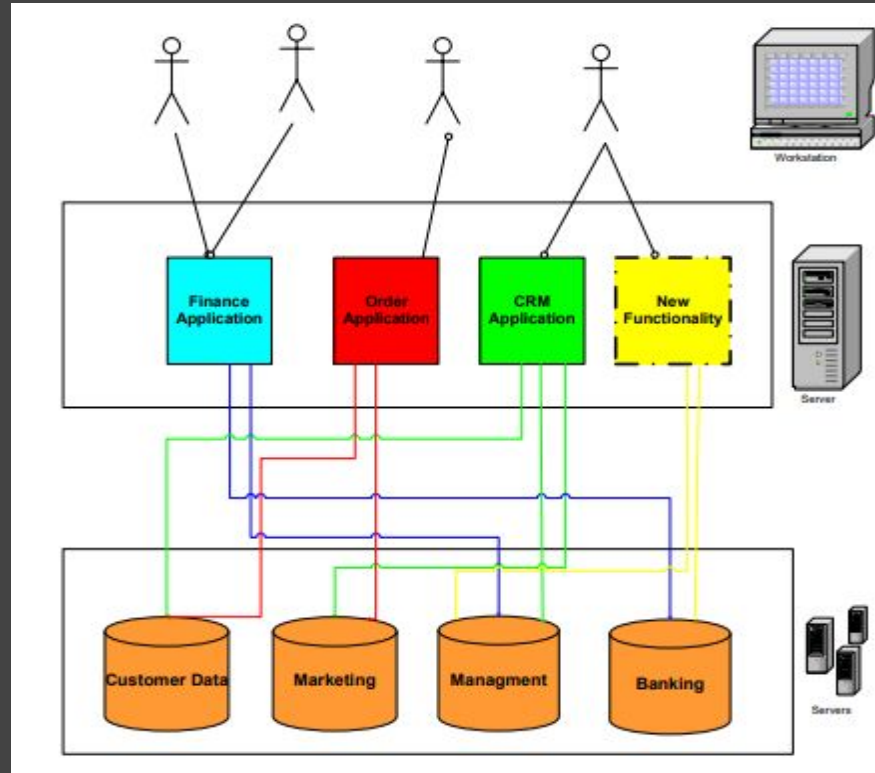 Workstation
Finance
Application
Order
Application
CRM
Application
New
Functionality
Server
Customer Data
Marketing
Managment
Banking
Servers